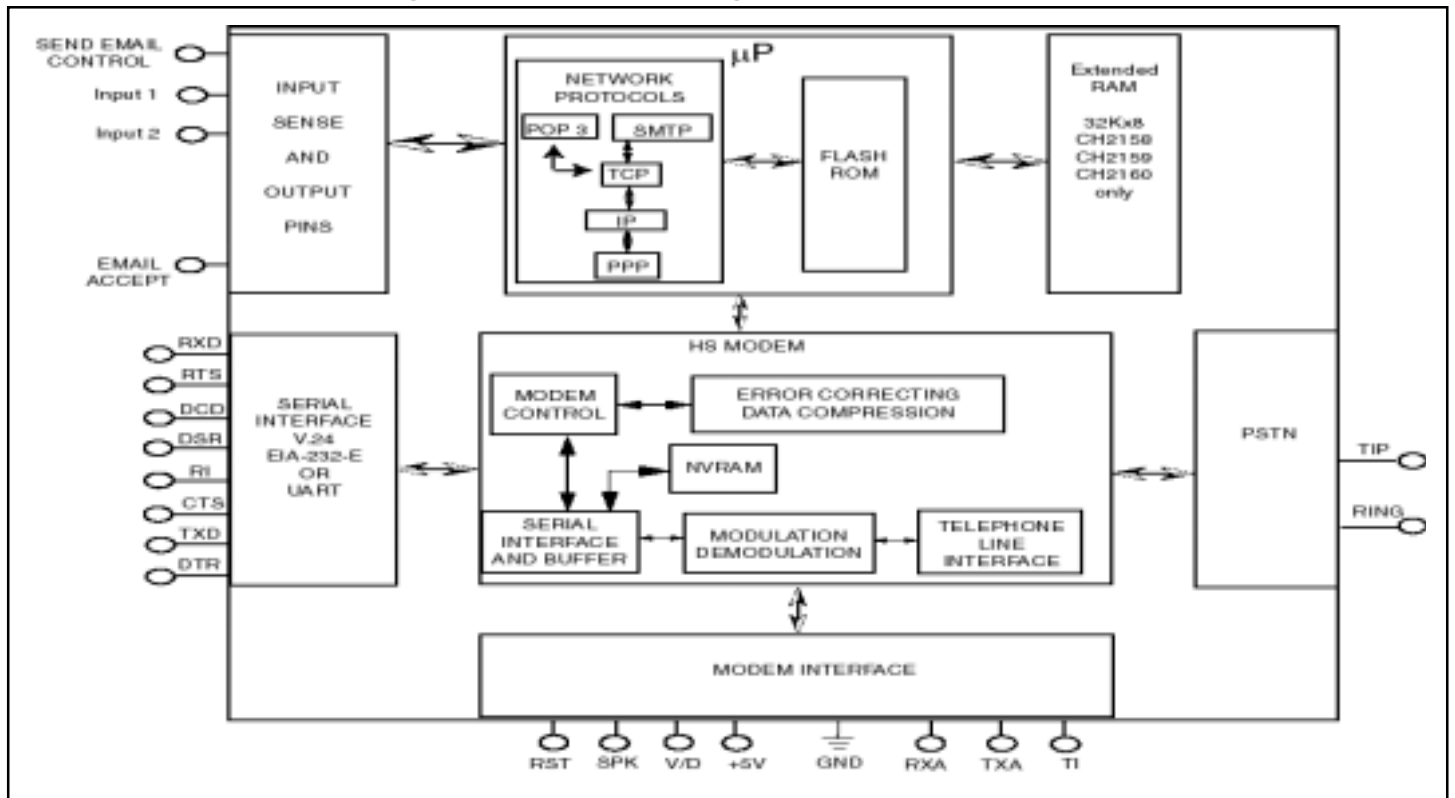 SEND EMAIL
CONTROL
Input 1
Input 2
EMAIL
ACCEPT
INPUT
SENSE
AND
OUTPUT
PINS
µP
NETWORK
PROTOCOLS
POP 3
SMTP
TCP
IP
PPP
FLASH
ROM
Extended
RAM
32Kx8
CH2158
CH2159
CH2160
only
RXD
RTS
DCD
DSR
RI
CTS
TXD
DTR
SERIAL
INTERFACE
V.24
EIA-232-E
OR
UART
HS MODEM
MODEM
CONTROL
ERROR CORRECTING
DATA COMPRESSION
NVRAM
SERIAL
INTERFACE
AND BUFFER
MODULATION
DEMODULATION
TELEPHONE
LINE
INTERFACE
PSTN
TIP
RING
MODEM INTERFACE
RST
SPK
V/D
+5V
GND
RXA
TXA
TI